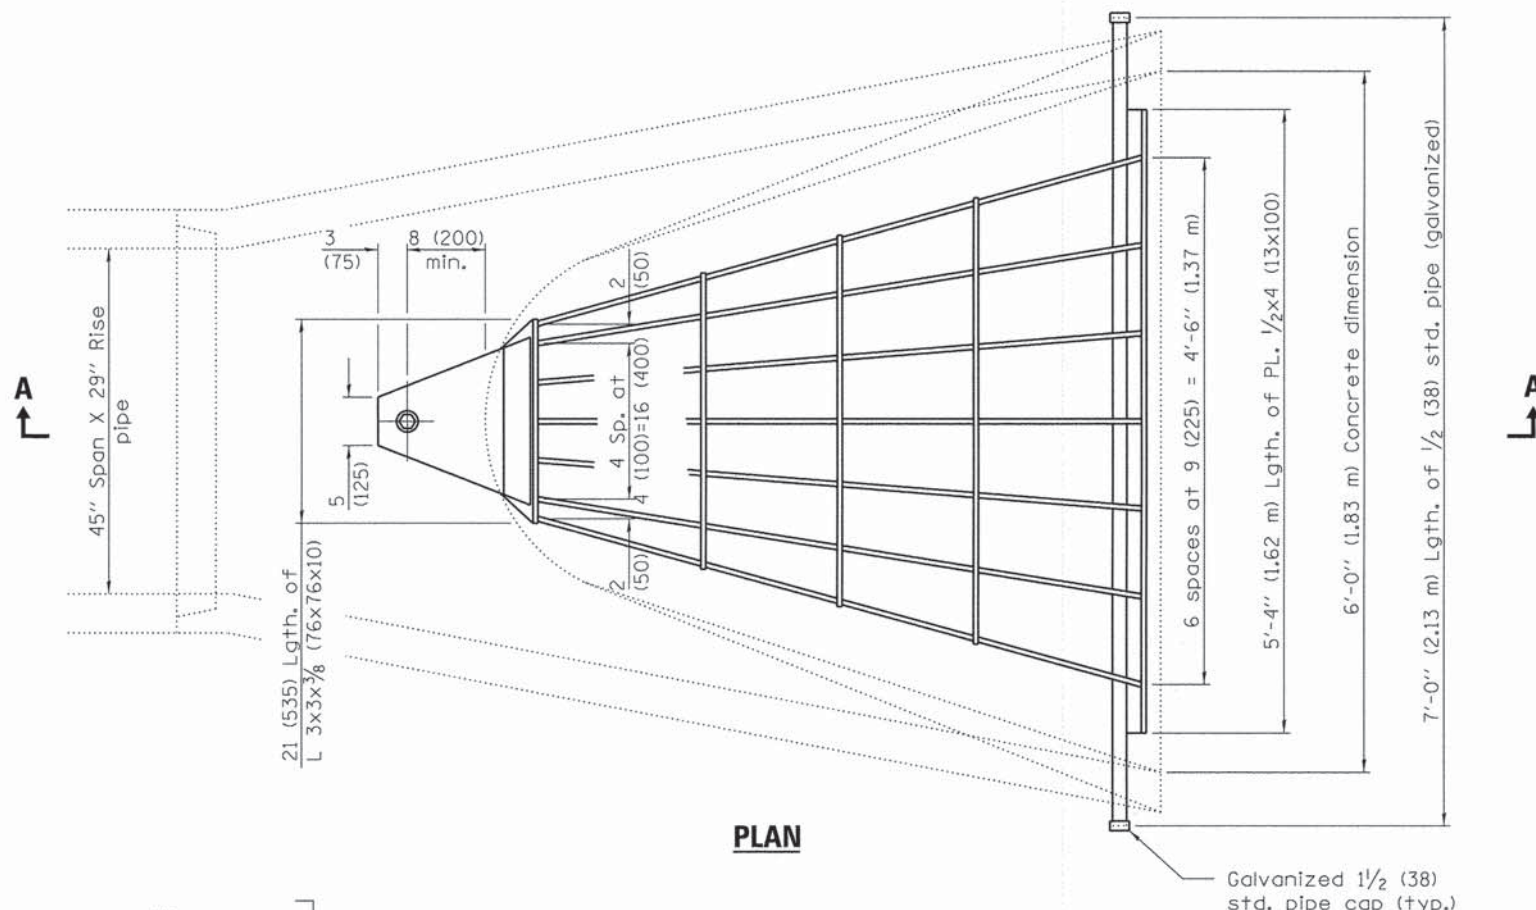 A
A
45" Span X 29" Rise
pipe
3
(75)
8 (200)
min.
5
(125)
21 (535) Lgth. of
L 3x3x3/8 (76x76x10)
2
(50)
4 Sp. at
4 (100)=16 (400)
2
(50)
6 spaces at 9 (225) = 4'-6" (1.37 m)
5'-4" (1.62 m) Lgth. of PL. 1/2x4 (13x100)
6'-0" (1.83 m) Concrete dimension
7'-0" (2.13 m) Lgth. of 1/2 (38) std. pipe (galvanized)
PLAN
Galvanized 1 1/2 (38)
std. pipe cap (typ.)